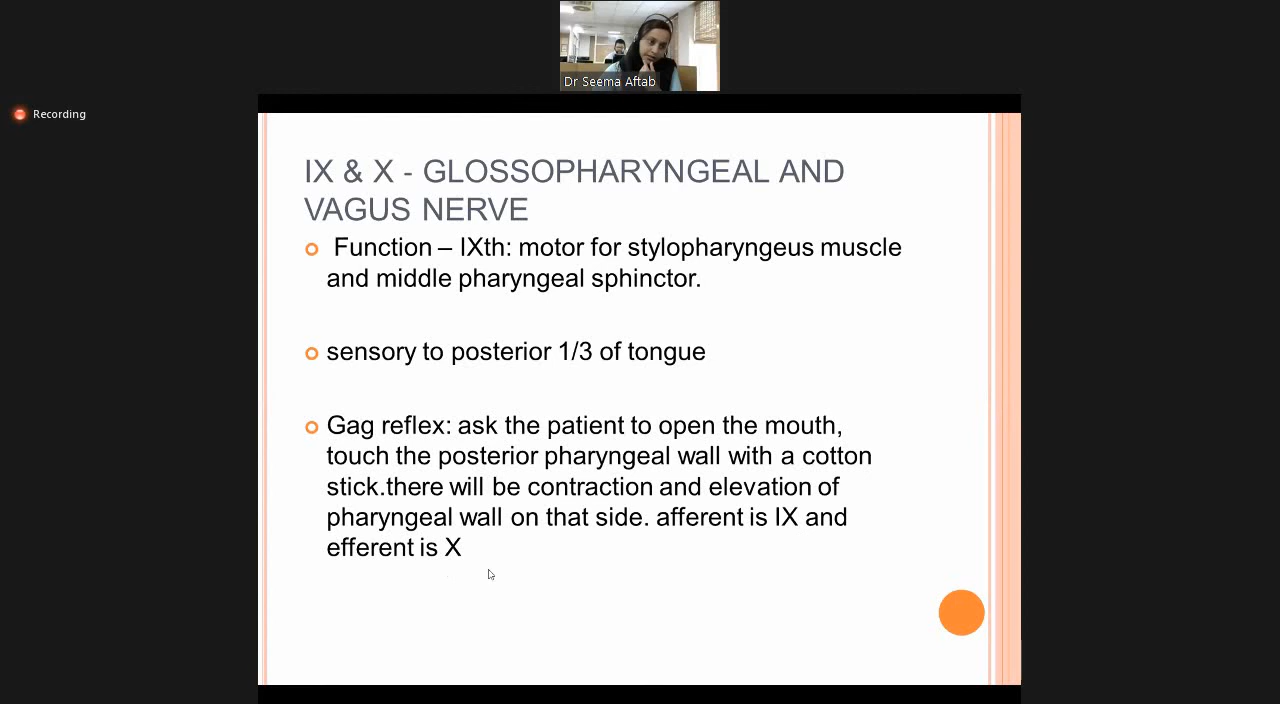 Dr Seema Aftab
Recording
IX & X - GLOSSOPHARYNGEAL AND
VAGUS NERVE
Function – IXth: motor for stylopharyngeus muscle
and middle pharyngeal sphinctor.
sensory to posterior 1/3 of tongue
Gag reflex: ask the patient to open the mouth,
touch the posterior pharyngeal wall with a cotton
stick.there will be contraction and elevation of
pharyngeal wall on that side. afferent is IX and
efferent is X